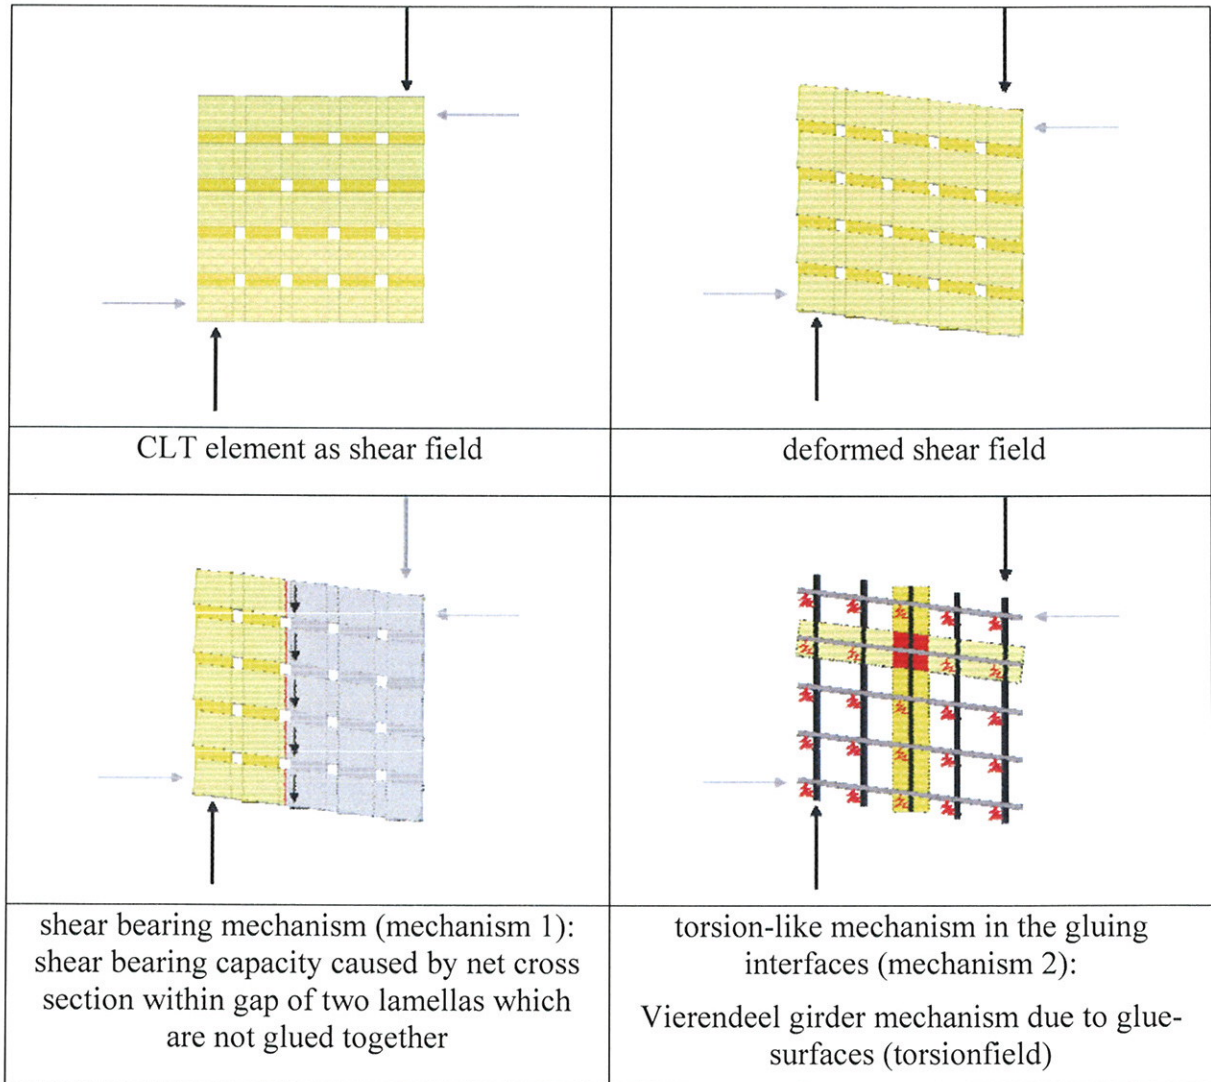 CLT element as shear field
deformed shear field
shear bearing mechanism (mechanism 1):
shear bearing capacity caused by net cross
section within gap of two lamellas which
are not glued together
torsion-like mechanism in the gluing
interfaces (mechanism 2):
Vierendeel girder mechanism due to glue-
surfaces (torsionfield)